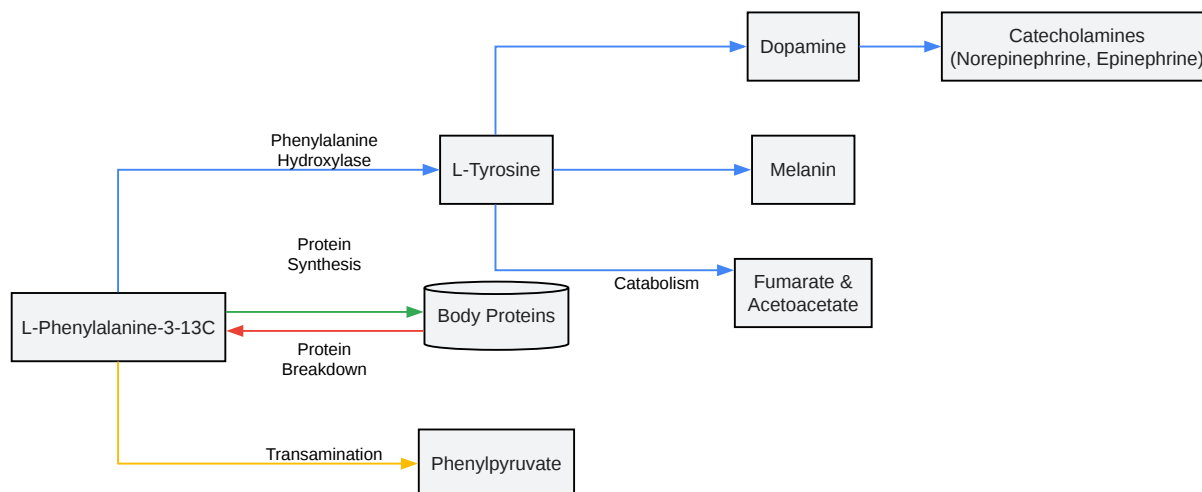 Dopamine
Catecholamines
(Norepinephrine, Epinephrine)
Phenylalanine
Hydroxylase
L-Tyrosine
Melanin
Protein
Synthesis
Catabolism
Fumarate &
Acetoacetate
L-Phenylalanine-3-13C
Body Proteins
Protein
Breakdown
Transamination
Phenylpyruvate